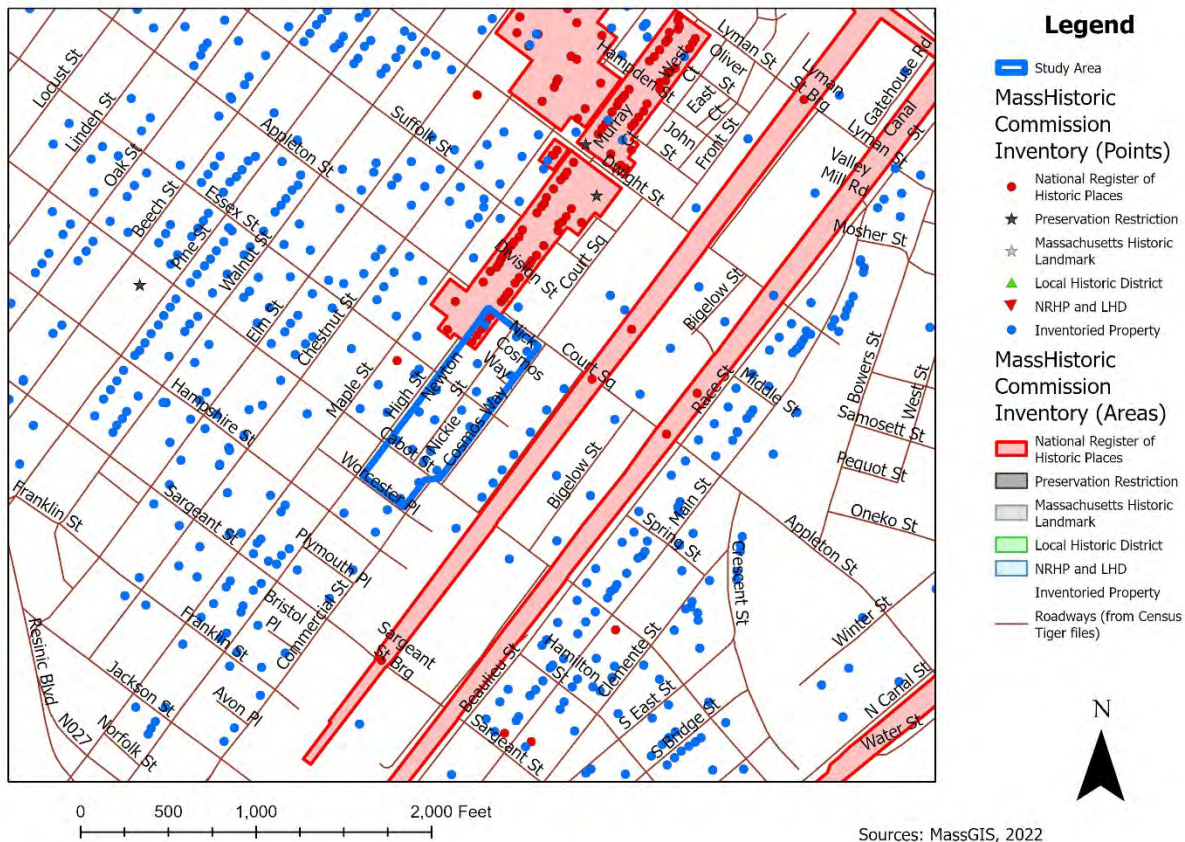 Legend
Study Area
MassHistoric
Commission
Inventory (Points)
National Register of
Historic Places
Preservation Restriction
Massachusetts Historic
Landmark
Local Historic District
NRHP and LHD
Inventoried Property
MassHistoric
Commission
Inventory (Areas)
National Register of
Historic Places
Preservation Restriction
Massachusetts Historic
Landmark
Local Historic District
NRHP and LHD
Inventoried Property
Roadways (from Census
Tiger files)
N
Locust St
Linden St
Oak St
Beech St
Pine St
Essex St
Walnut St
Elm St
Chestnut St
Appleton St
Suffolk St
Hampden St
Murray
Ct
West
Ct
Oliver
St
East
Ct
John
St
Front St
Dwight St
Lyman St
Lyman
St Brg
Gatehouse Rd
Canal
St
Lyman St
Valley
Mill Rd
Mosher St
Division St
Court Sq
Bigelow St
Nick
Cosmos
Way
Newton
St
High St
Maple St
Nickie
Cosmos Way
Cabot St
Worcester Pl
Court Sq
Race St
Middle St
Bowers St
West St
Samosett St
Pequot St
Oneko St
Hampshire St
Franklin St
Sargeant St
Plymouth Pl
Bristol
Pl
Commercial St
Franklin St
Avon Pl
Jackson St
Norfolk St
Resinic Blvd
N027
Sargeant
St Brg
Bigelow St
Main St
Spring St
Crescent St
Appleton St
Winter St
Beaulieu St
Hamilton
St
Clemente St
S East St
S Bridge St
Sargeant St
N Canal St
Water St
0 500 1,000 2,000 Feet
Sources: MassGIS, 2022